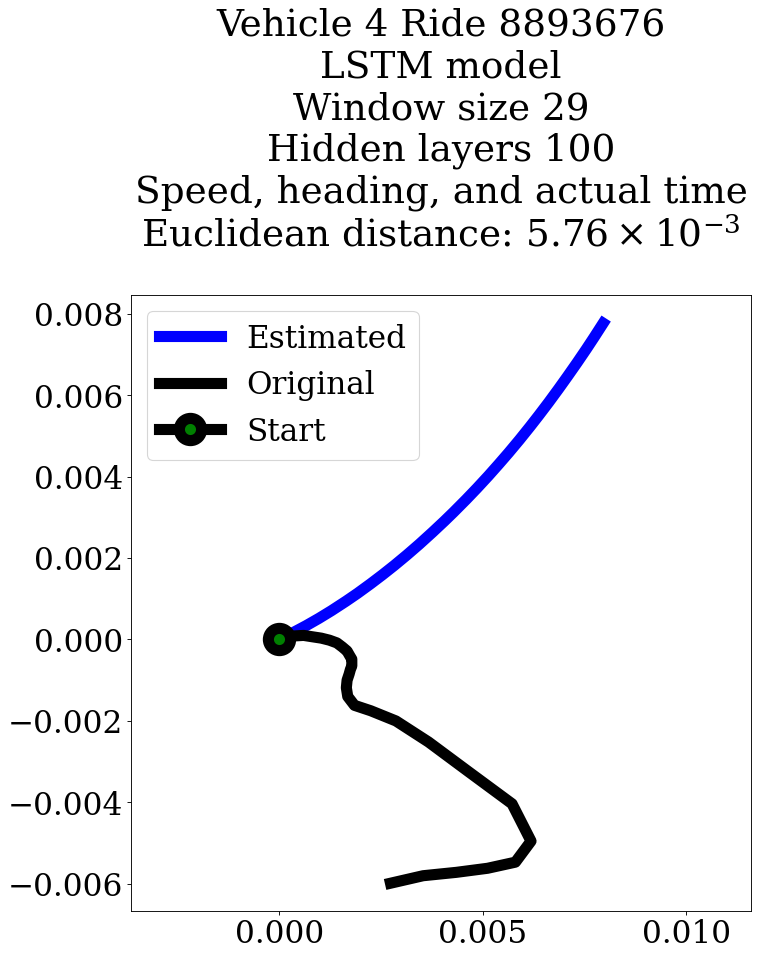 Vehicle 4 Ride 8893676
LSTM model
Window size 29
Hidden layers 100
Speed, heading, and actual time
Euclidean distance: 5.76 × 10⁻³
0.008
0.006
0.004
0.002
0.000
−0.002
−0.004
−0.006
Estimated
Original
Start
0.000 0.005 0.010